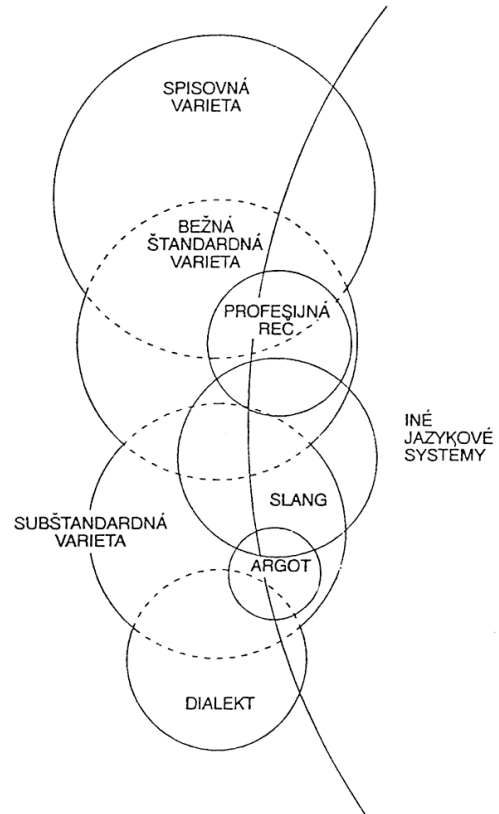 SPISOVNÁ
VARIETA
BEŽNÁ
ŠTANDARDNÁ
VARIETA
PROFESIJNÁ
REČ
INÉ
JAZYKOVÉ
SYSTÉMY
SLANG
SUBŠTANDARDNÁ
VARIETA
ARGOT
DIALEKT